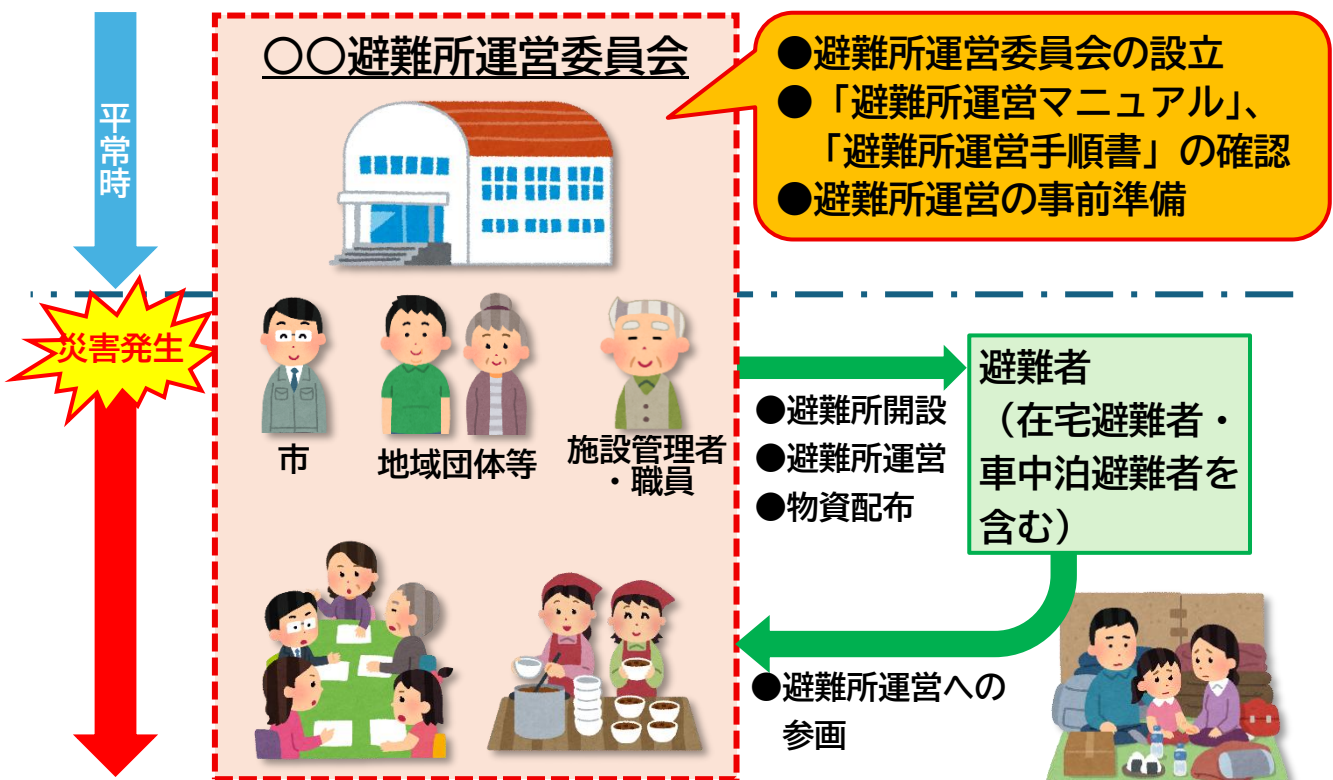 〇〇避難所運営委員会
●避難所運営委員会の設立
●「避難所運営マニュアル」、
「避難所運営手順書」の確認
●避難所運営の事前準備
平常時
災害発生
市
地域団体等
施設管理者
・職員
●避難所開設
●避難所運営
●物資配布
避難者
（在宅避難者・
車中泊避難者を
含む）
●避難所運営への
参画